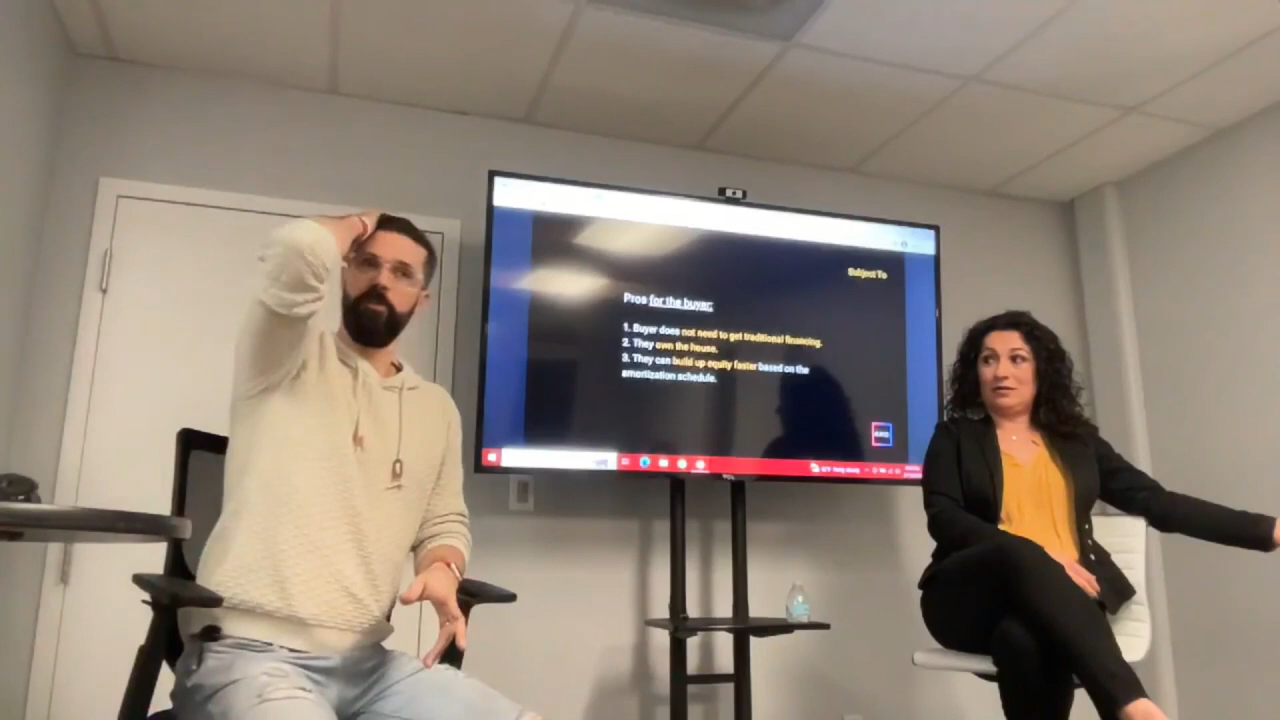 Subject To
Pros for the buyer:
1. Buyer does not need to get traditional financing.
2. They own the house.
3. They can build up equity faster based on the
amortization schedule.
TCL